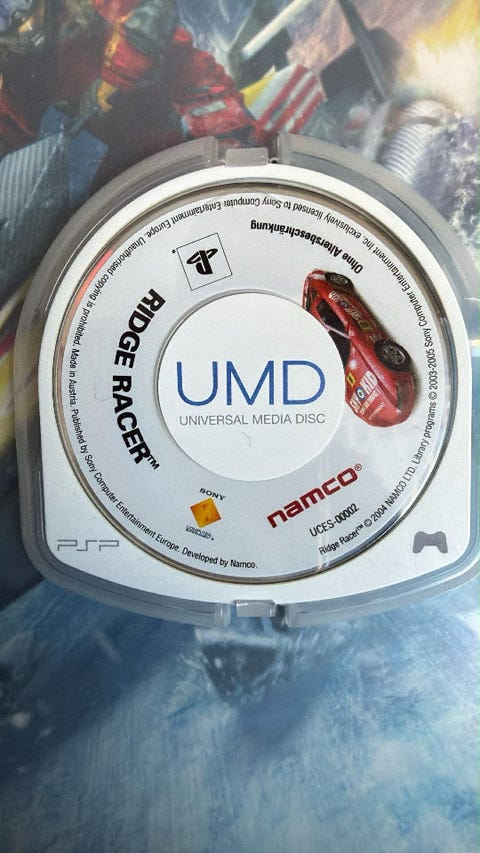 UMD
UNIVERSAL MEDIA DISC
RIDGE RACER™
Ohne Altersbeschränkung
namco®
UCES-00002
Ridge Racer™ © 2004 NAMCO LTD. Library programs © 2003-2005 Sony Computer Entertainment Inc. exclusively licensed to Sony Computer Entertainment Europe. Unauthorised copying is prohibited. Made in Austria. Published by Sony Computer Entertainment Europe. Developed by Namco.
SONY
PSP